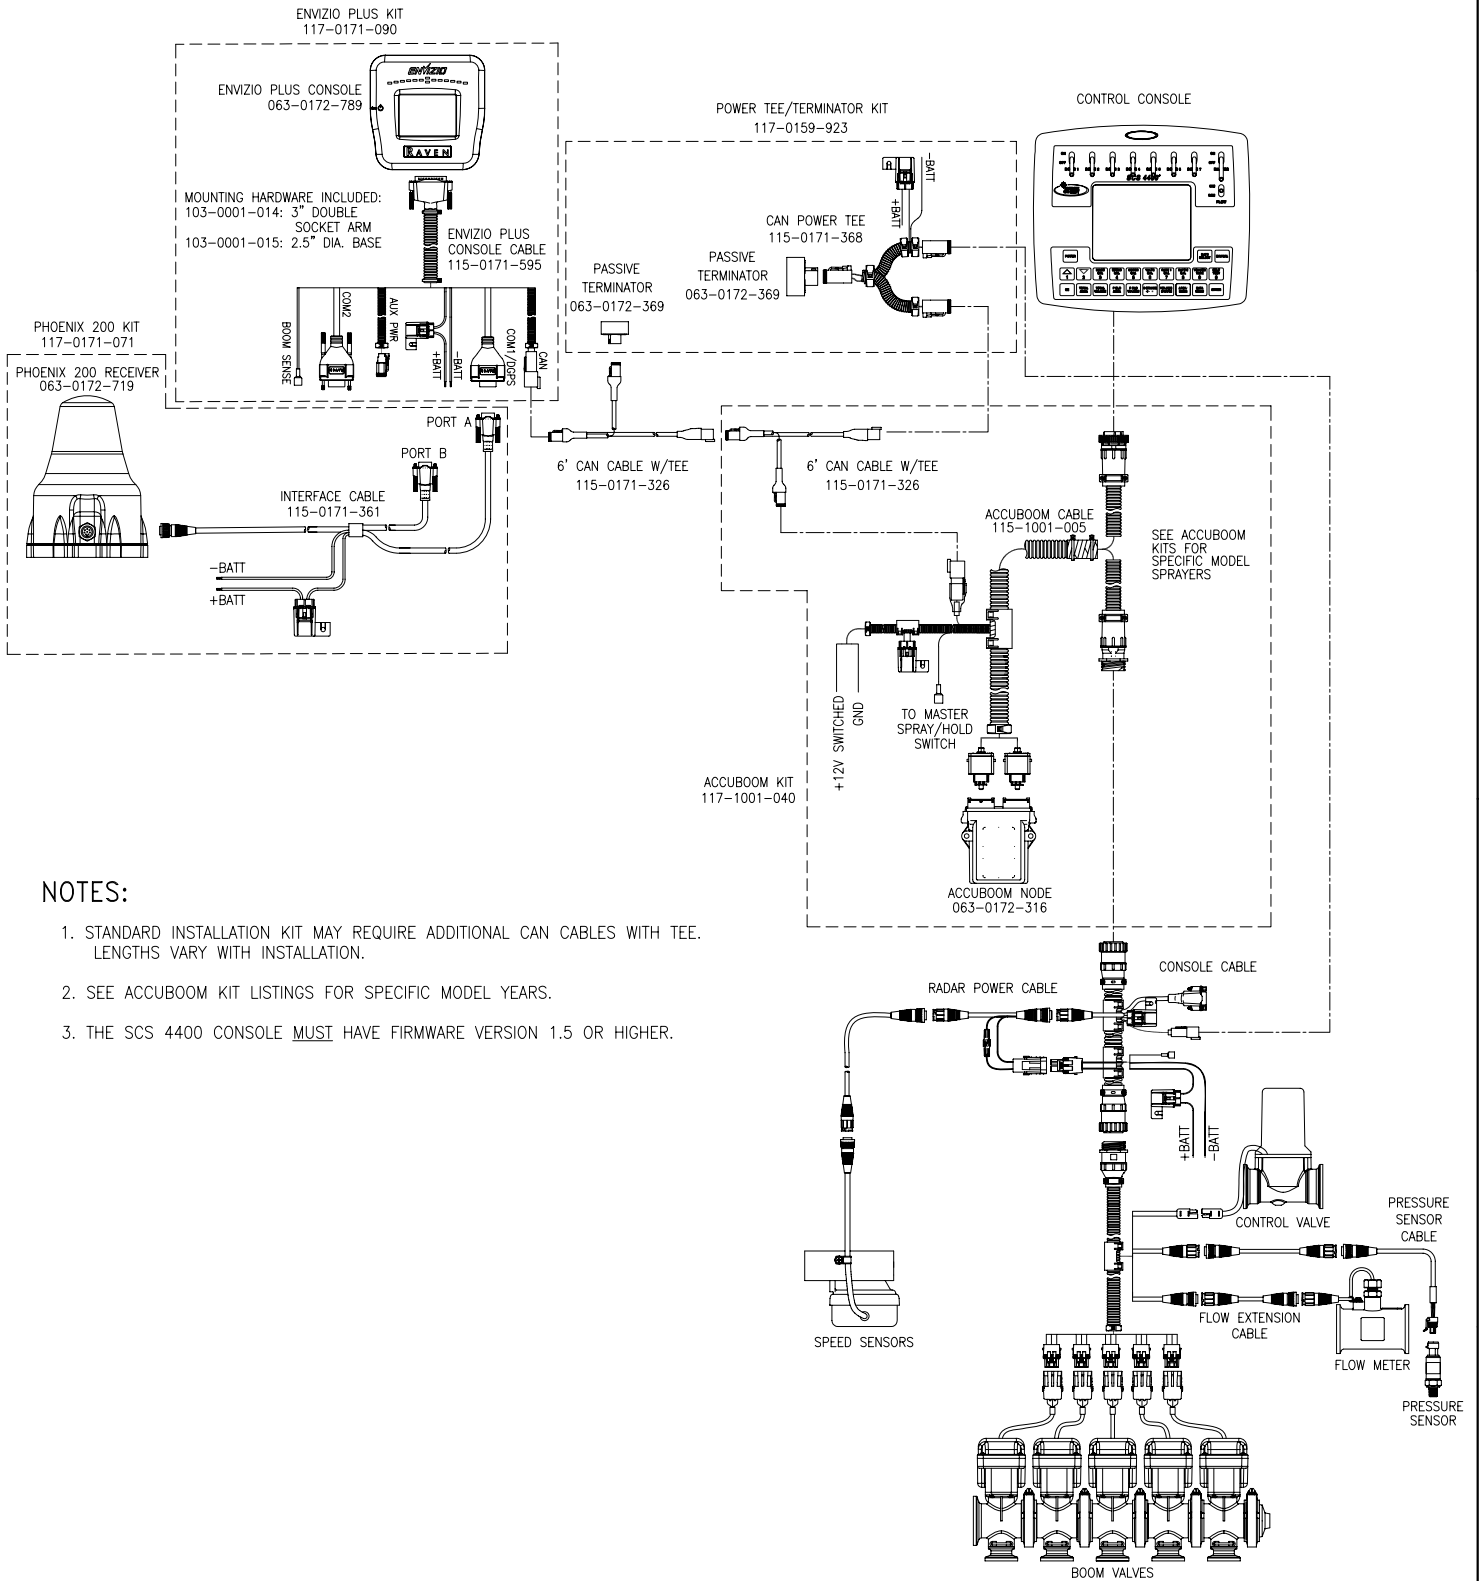 ENVIZIO PLUS KIT
117-0171-090
ENVIZIO PLUS CONSOLE
063-0172-789
ENVIZIO
RAVEN
MOUNTING HARDWARE INCLUDED:
103-0001-014: 3" DOUBLE
SOCKET ARM
103-0001-015: 2.5" DIA. BASE
ENVIZIO PLUS
CONSOLE CABLE
115-0171-595
BOOM SENSE
COM2
AUX PWR
+BATT
-BATT
COM1/DGPS
CAN
POWER TEE/TERMINATOR KIT
117-0159-923
-BATT
+BATT
CAN POWER TEE
115-0171-368
PASSIVE
TERMINATOR
063-0172-369
PASSIVE
TERMINATOR
063-0172-369
CONTROL CONSOLE
SCS 4400
POWER
FLOW
PHOENIX 200 KIT
117-0171-071
PHOENIX 200 RECEIVER
063-0172-719
PORT A
PORT B
INTERFACE CABLE
115-0171-361
-BATT
+BATT
6' CAN CABLE W/TEE
115-0171-326
6' CAN CABLE W/TEE
115-0171-326
ACCUBOOM CABLE
115-1001-005
SEE ACCUBOOM
KITS FOR
SPECIFIC MODEL
SPRAYERS
+12V SWITCHED
GND
TO MASTER
SPRAY/HOLD
SWITCH
ACCUBOOM KIT
117-1001-040
ACCUBOOM NODE
063-0172-316
NOTES:
1. STANDARD INSTALLATION KIT MAY REQUIRE ADDITIONAL CAN CABLES WITH TEE.
LENGTHS VARY WITH INSTALLATION.
2. SEE ACCUBOOM KIT LISTINGS FOR SPECIFIC MODEL YEARS.
3. THE SCS 4400 CONSOLE MUST HAVE FIRMWARE VERSION 1.5 OR HIGHER.
CONSOLE CABLE
RADAR POWER CABLE
+BATT
-BATT
CONTROL VALVE
PRESSURE
SENSOR
CABLE
FLOW EXTENSION
CABLE
FLOW METER
PRESSURE
SENSOR
SPEED SENSORS
BOOM VALVES